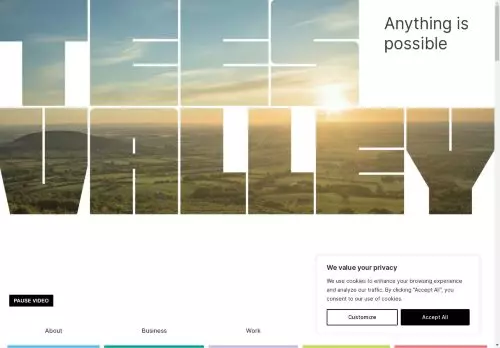 TEES
VALLEY
Anything is
possible
We value your privacy
We use cookies to enhance your browsing experience
and analyze our traffic. By clicking "Accept All", you
consent to our use of cookies.
Customize
Accept All
PAUSE VIDEO
About
Business
Work